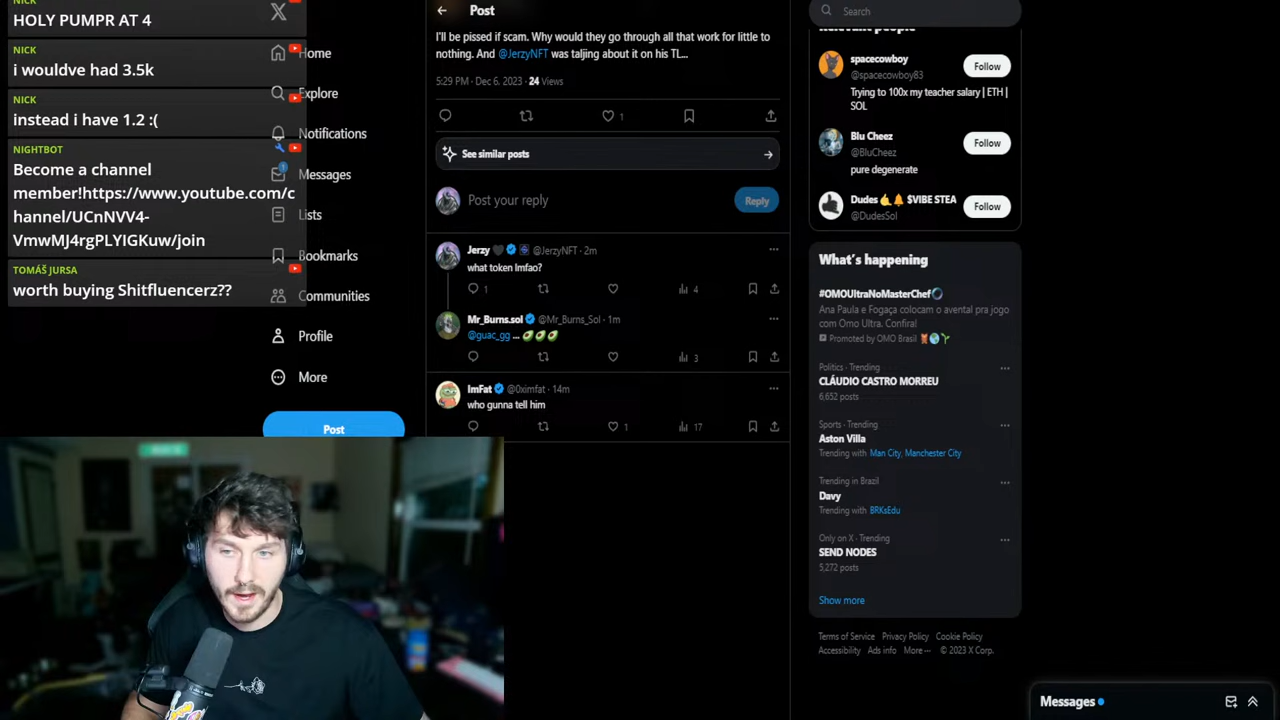 NICK
HOLY PUMPR AT 4
NICK
i wouldve had 3.5k
NICK
instead i have 1.2 :(
NIGHTBOT
Become a channel
member!https://www.youtube.com/c
hannel/UCnNVV4-
VmwMJ4rgPLYIGKuw/join
TOMÁŠ JURSA
worth buying Shitfluencerz??
Home
Explore
Notifications
1
Messages
Lists
Bookmarks
Communities
Profile
More
Post
Post
I'll be pissed if scam. Why would they go through all that work for little to
nothing. And @JerzyNFT was taljing about it on his TL...
5:29 PM · Dec 6, 2023 · 24 Views
1
See similar posts
Post your reply
Reply
Jerzy @JerzyNFT · 2m
what token lmfao?
1 4
Mr_Burns.sol @Mr_Burns_Sol · 1m
@guac_gg ...
3
ImFat @0ximfat · 14m
who gunna tell him
1 17
Search
Relevant people
spacecowboy
@spacecowboy83
Follow
Trying to 100x my teacher salary | ETH |
SOL
Blu Cheez
@BluCheez
Follow
pure degenerate
Dudes $VIBE STEA
@DudesSol
Follow
What's happening
#OMOUltraNoMasterChef
Ana Paula e Fogaça colocam o avental pra jogo
com Omo Ultra. Confira!
Promoted by OMO Brasil
Politics · Trending
CLÁUDIO CASTRO MORREU
6,652 posts
Sports · Trending
Aston Villa
Trending with Man City, Manchester City
Trending in Brazil
Davy
Trending with BRKsEdu
Only on X · Trending
SEND NODES
5,272 posts
Show more
Terms of Service Privacy Policy Cookie Policy
Accessibility Ads info More ··· © 2023 X Corp.
Messages